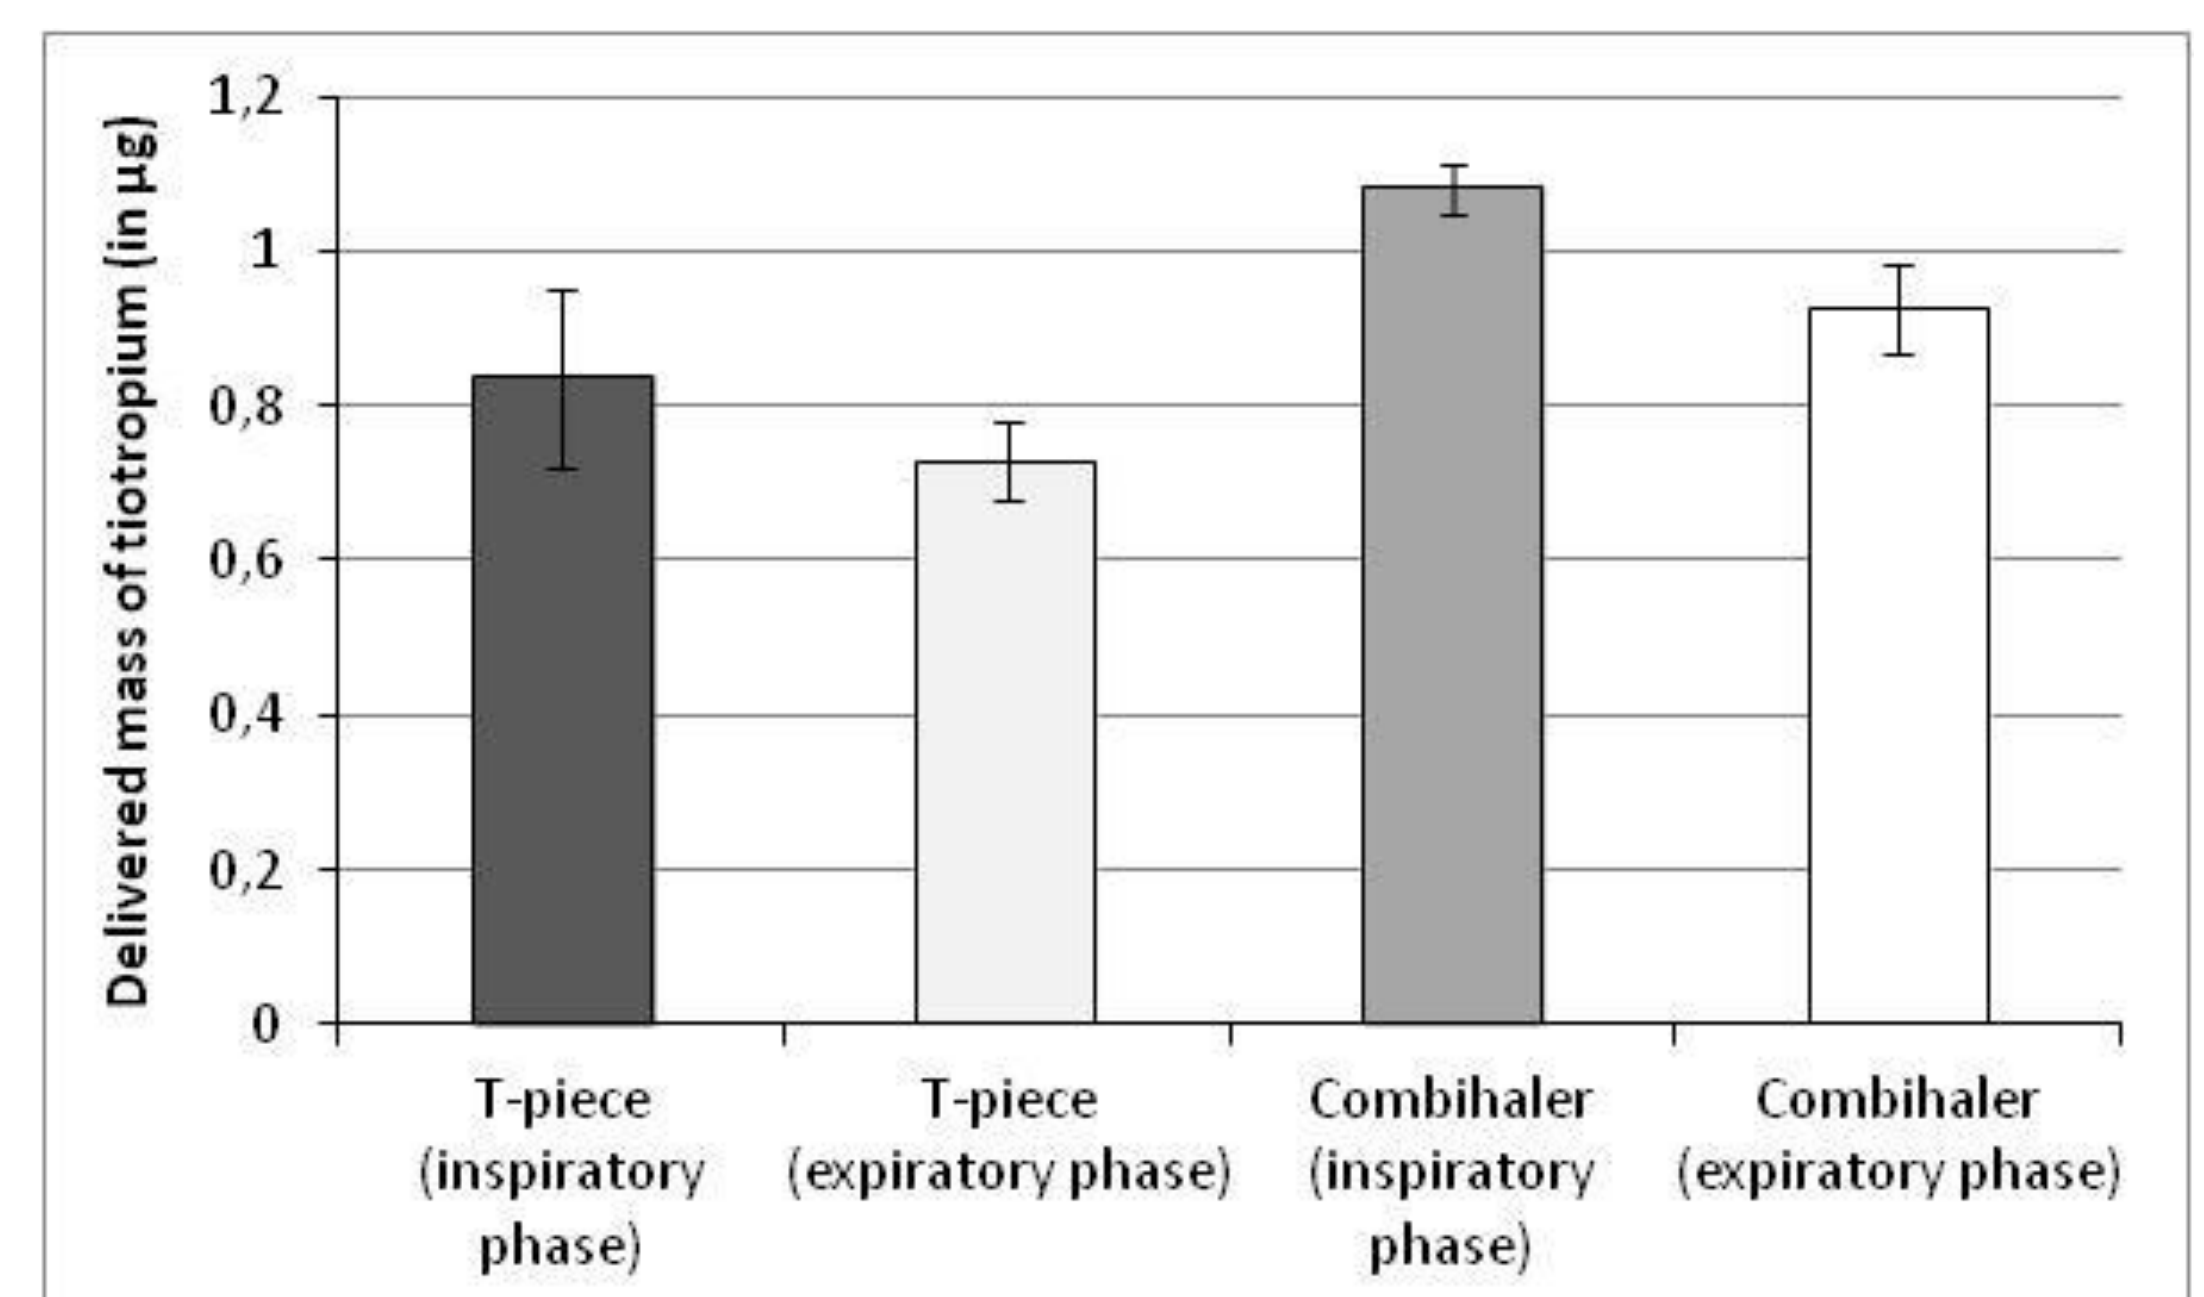 Delivered mass of tiotropium (in µg)
1,2
1
0,8
0,6
0,4
0,2
0
T-piece
(inspiratory
phase)
T-piece
(expiratory phase)
Combihaler
(inspiratory
phase)
Combihaler
(expiratory phase)